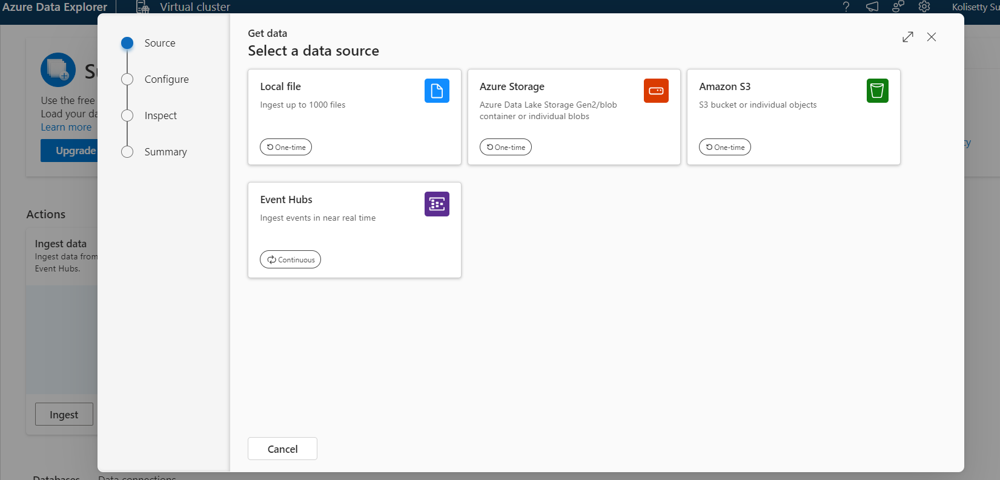 Azure Data Explorer
Virtual cluster
Kolisetty Su
Source
Configure
Inspect
Summary
Get data
Select a data source
Local file
Ingest up to 1000 files
One-time
Azure Storage
Azure Data Lake Storage Gen2/blob
container or individual blobs
One-time
Amazon S3
S3 bucket or individual objects
One-time
Event Hubs
Ingest events in near real time
Continuous
Cancel
Use the free
Load your da
Learn more
Upgrade
cy
Actions
Ingest data
Ingest data from
Event Hubs.
Ingest
Databases
Data connections